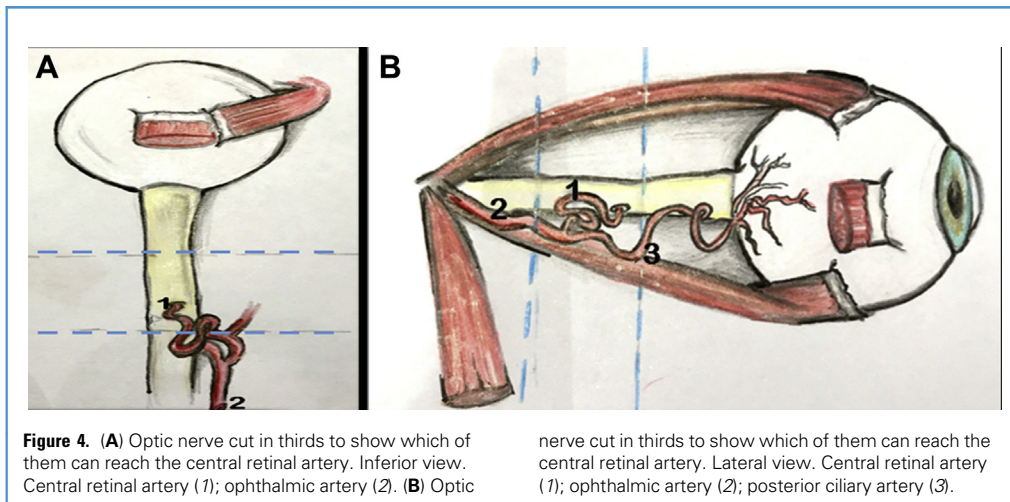 A
B
1
2
1
2
3
Figure 4. (A) Optic nerve cut in thirds to show which of
them can reach the central retinal artery. Inferior view.
Central retinal artery (1); ophthalmic artery (2). (B) Optic
nerve cut in thirds to show which of them can reach the
central retinal artery. Lateral view. Central retinal artery
(1); ophthalmic artery (2); posterior ciliary artery (3).